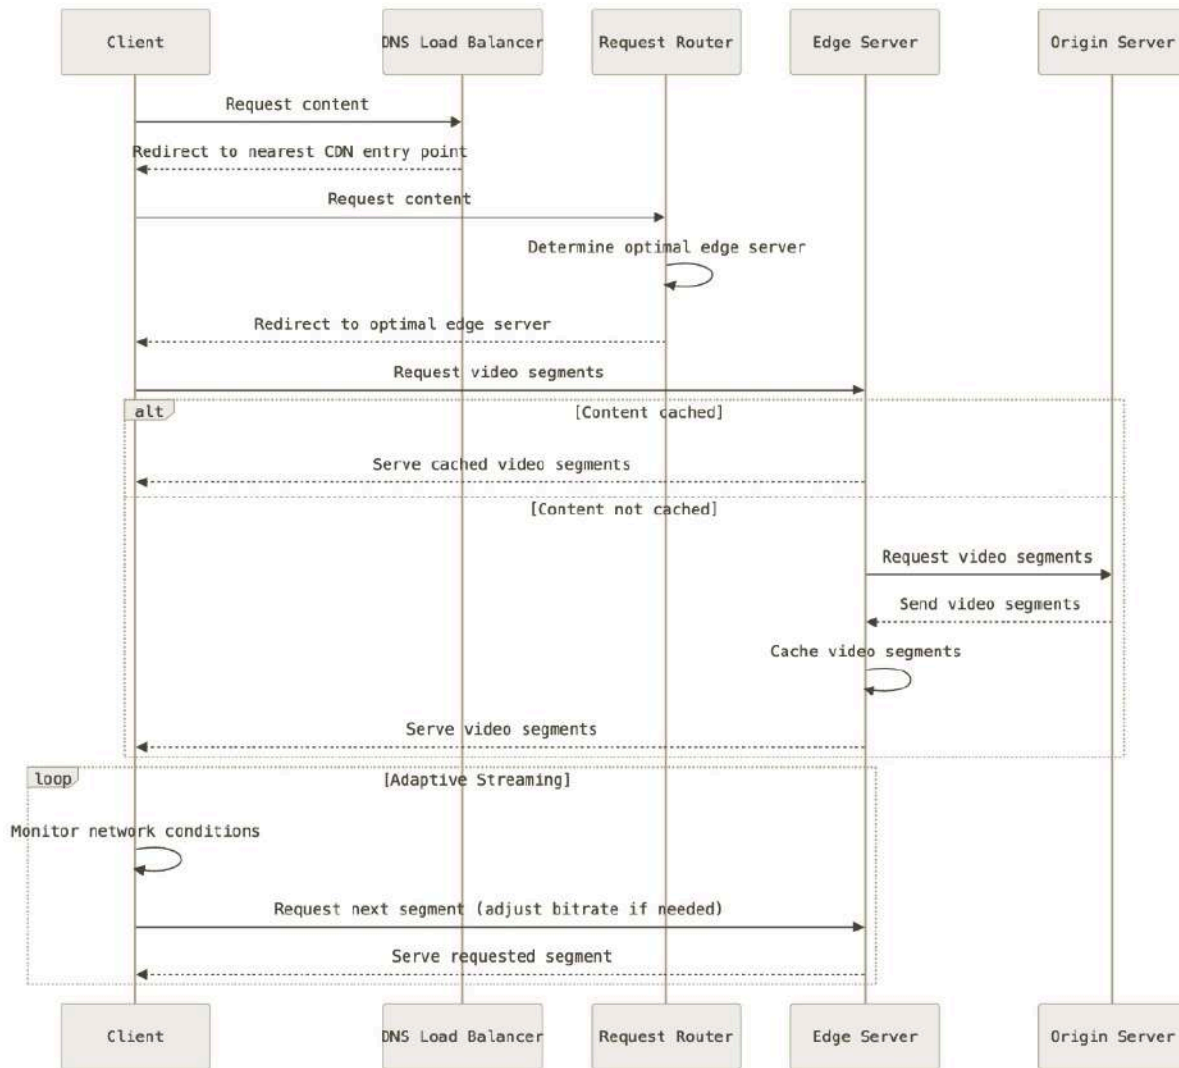 Client
DNS Load Balancer
Request Router
Edge Server
Origin Server
Request content
Redirect to nearest CDN entry point
Request content
Determine optimal edge server
Redirect to optimal edge server
Request video segments
alt
[Content cached]
Serve cached video segments
[Content not cached]
Request video segments
Send video segments
Cache video segments
Serve video segments
loop
[Adaptive Streaming]
Monitor network conditions
Request next segment (adjust bitrate if needed)
Serve requested segment
Client
DNS Load Balancer
Request Router
Edge Server
Origin Server